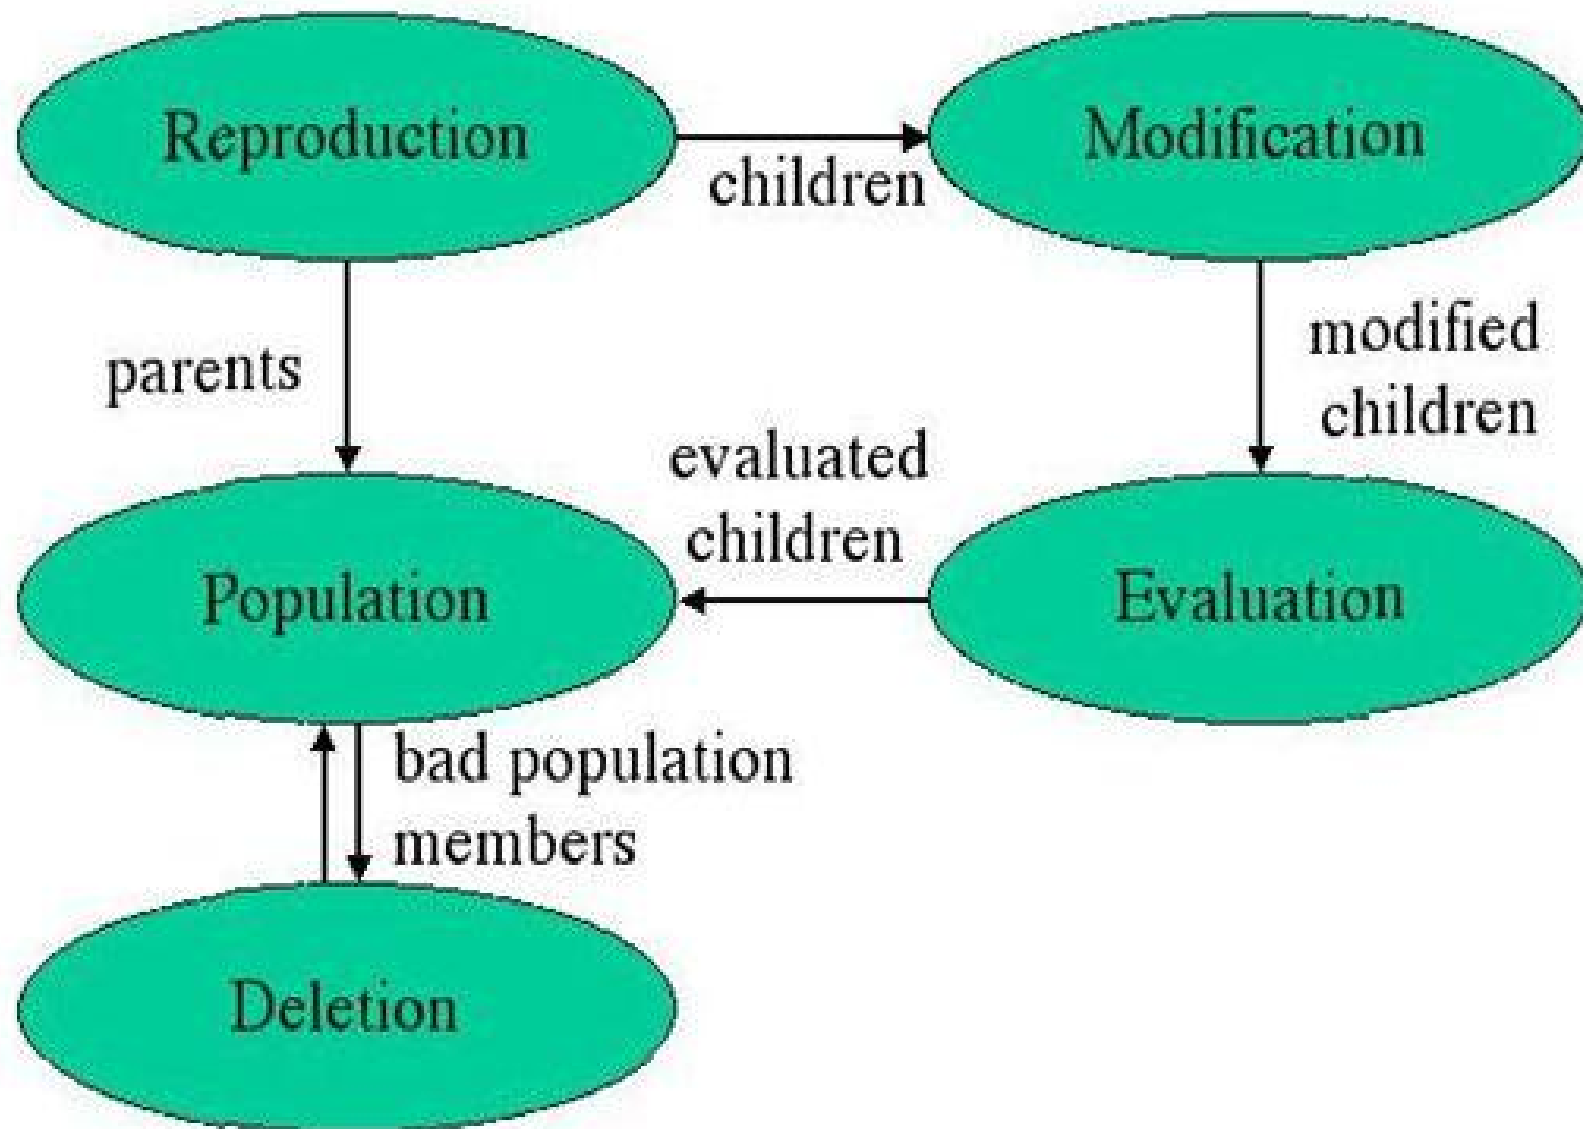 Reproduction
children
Modification
parents
modified
children
evaluated
children
Population
Evaluation
bad population
members
Deletion